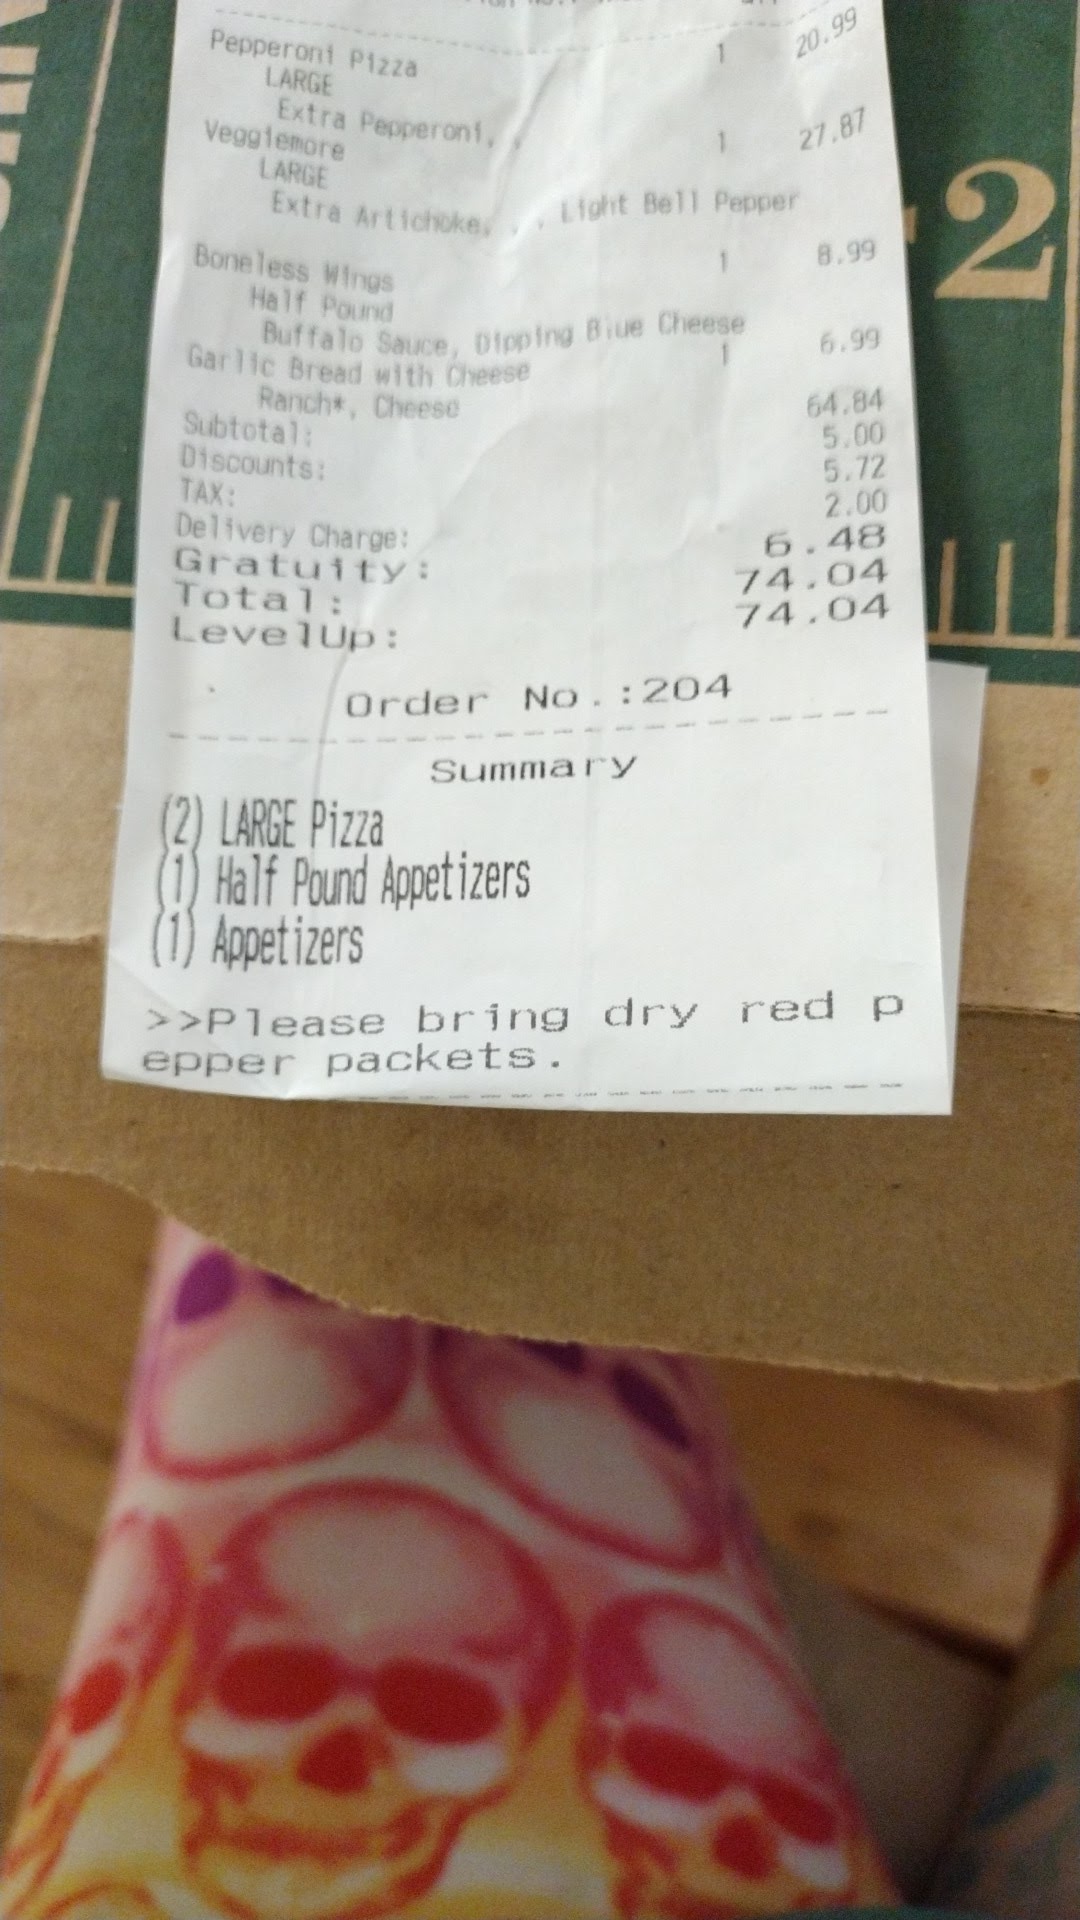 Pepperoni Pizza 1 20.99
LARGE
Extra Pepperoni, ,
Veggiemore 1 27.87
LARGE
Extra Artichoke, , , Light Bell Pepper
Boneless Wings 1 8.99
Half Pound
Buffalo Sauce, Dipping Blue Cheese
Garlic Bread with Cheese 1 6.99
Ranch*, Cheese
Subtotal: 64.84
Discounts: 5.00
TAX: 5.72
Delivery Charge: 2.00
Gratuity: 6.48
Total: 74.04
LevelUp: 74.04
Order No.:204
Summary
(2) LARGE Pizza
(1) Half Pound Appetizers
(1) Appetizers
>>Please bring dry red p
epper packets.
2